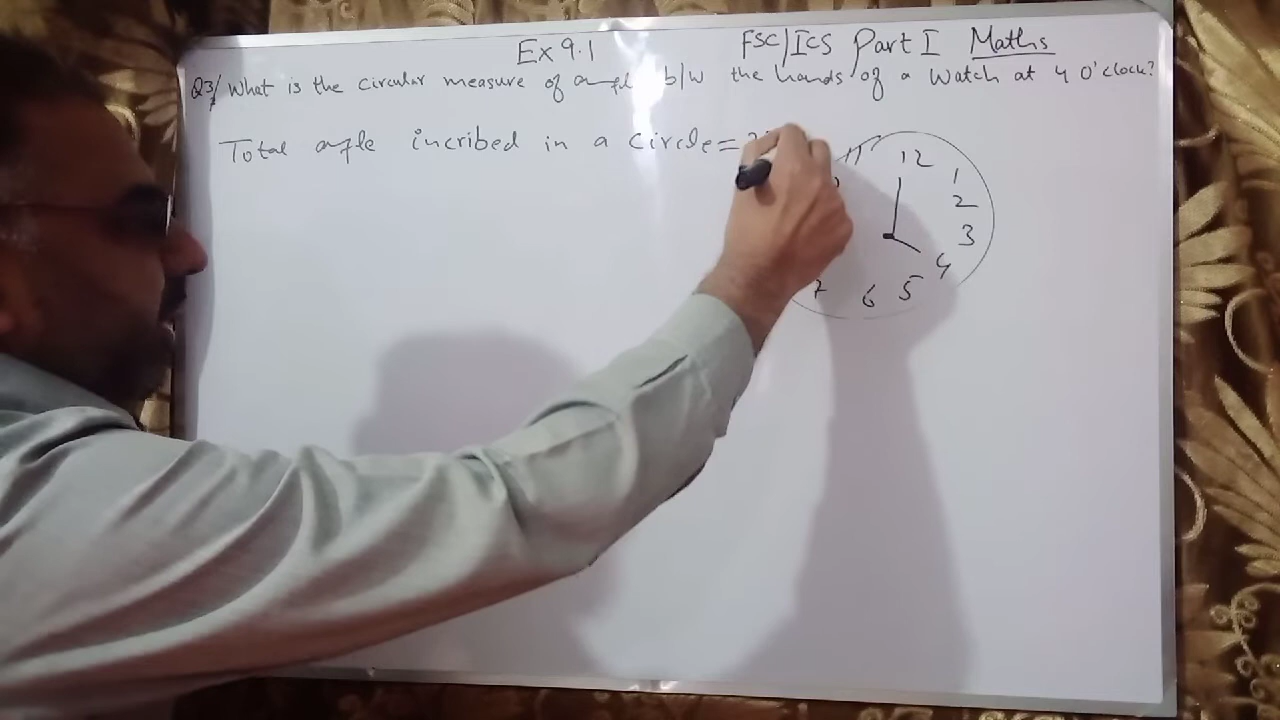 Ex 9.1
FSC/ICS Part I Maths
Q3/ What is the circular measure of angle b/w the hands of a watch at 4 O'clock?
Total angle incribed in a circle =
11 12
1
2
3
4
5
6
7